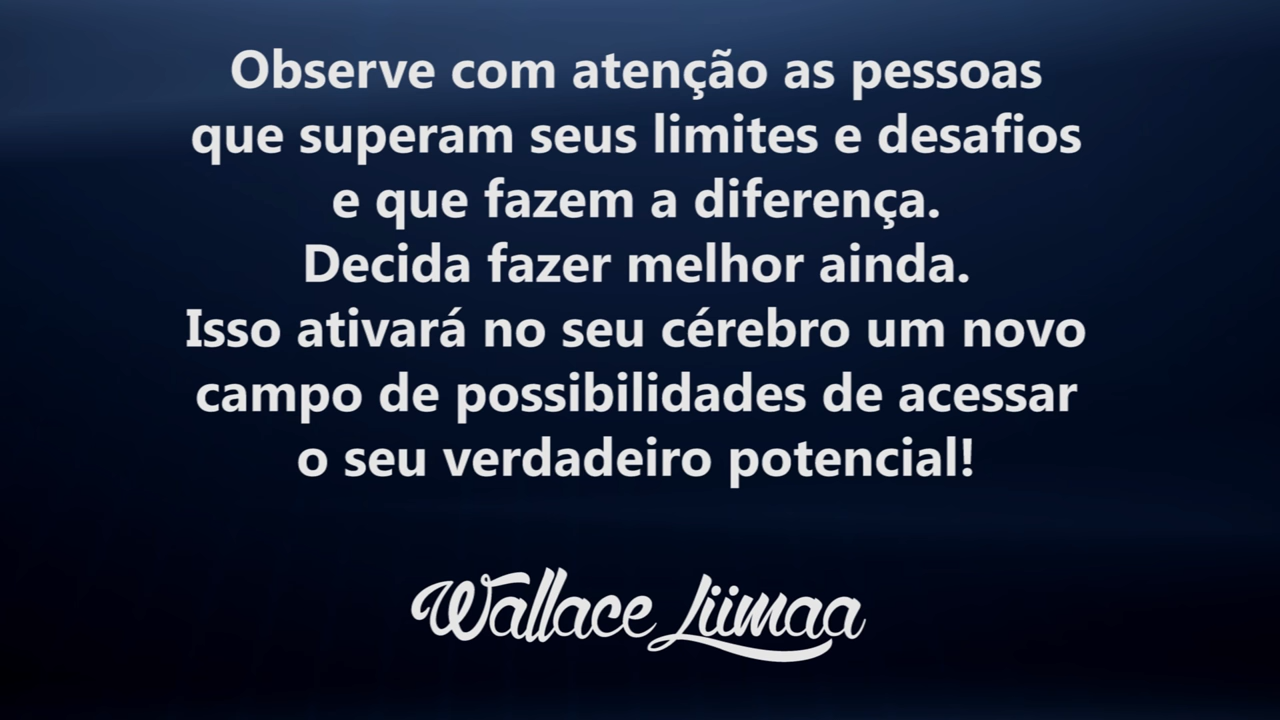 Observe com atenção as pessoas
que superam seus limites e desafios
e que fazem a diferença.
Decida fazer melhor ainda.
Isso ativará no seu cérebro um novo
campo de possibilidades de acessar
o seu verdadeiro potencial!
Wallace Liimaa